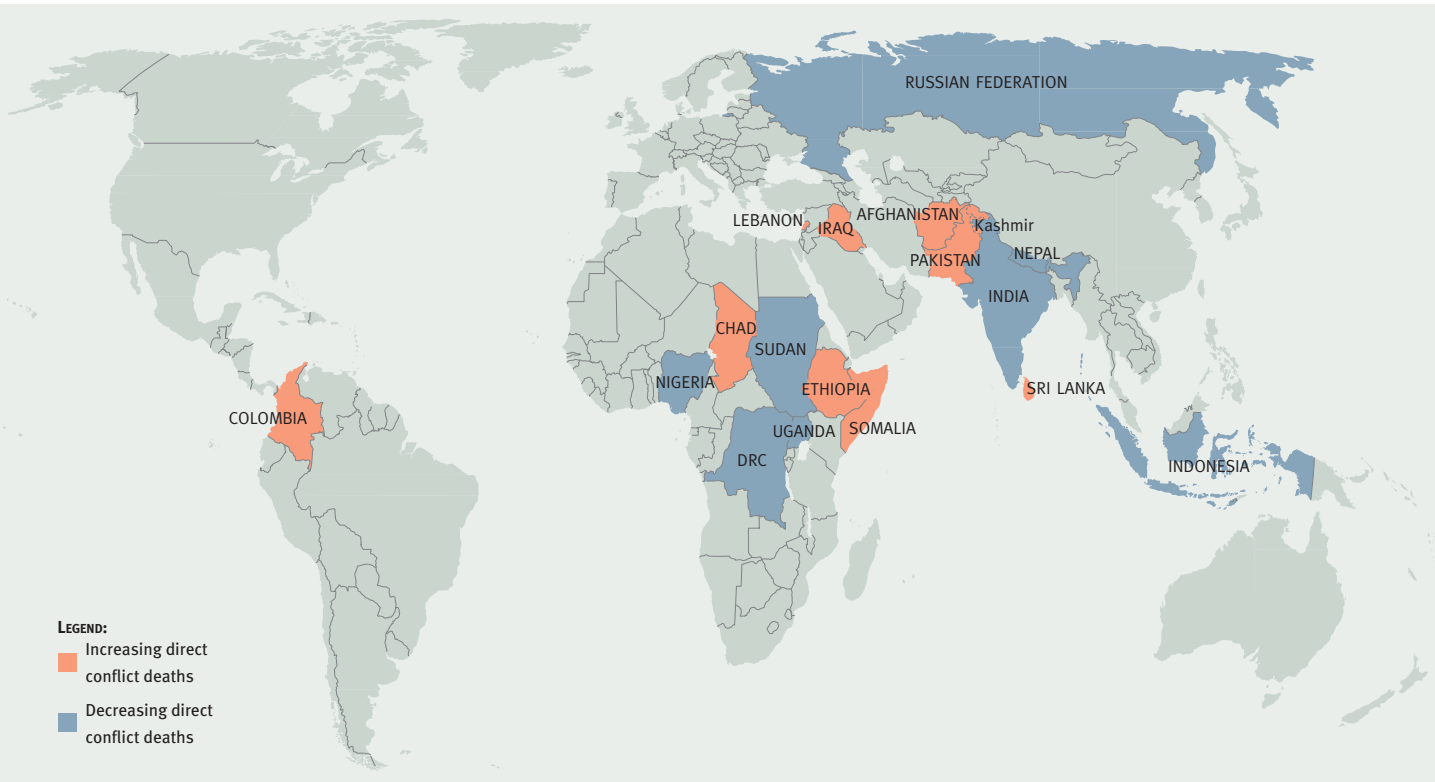 RUSSIAN FEDERATION
LEBANON
IRAQ
AFGHANISTAN
Kashmir
PAKISTAN
NEPAL
INDIA
CHAD
SUDAN
NIGERIA
ETHIOPIA
SRI LANKA
COLOMBIA
UGANDA
SOMALIA
DRC
INDONESIA
LEGEND:
Increasing direct
conflict deaths
Decreasing direct
conflict deaths